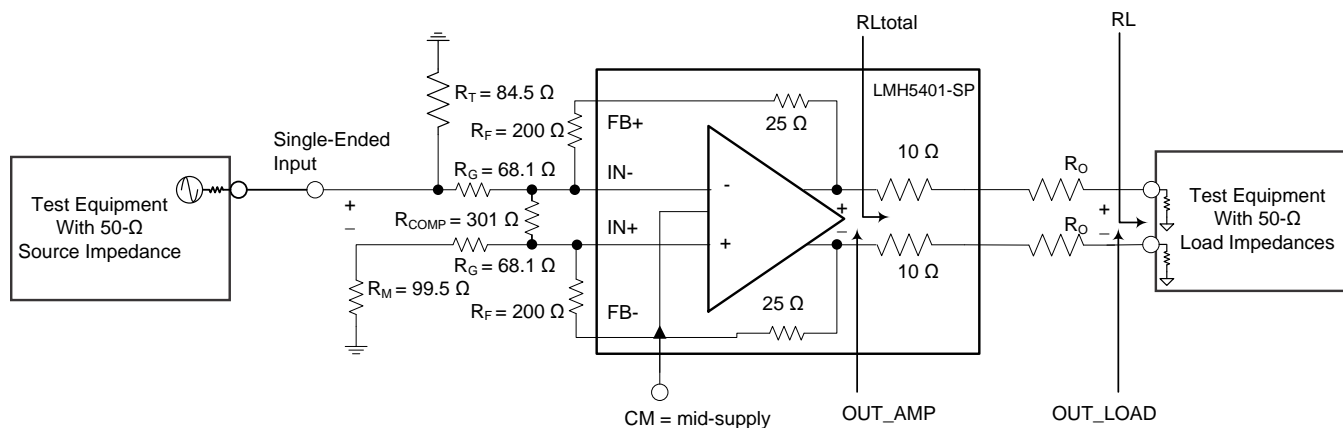 RLtotal
RL
LMH5401-SP
R_T = 84.5 Ω
R_F = 200 Ω
FB+
25 Ω
Single-Ended
Input
10 Ω
R_O
R_G = 68.1 Ω
IN-
-
+
Test Equipment
With 50-Ω
Source Impedance
+
–
R_COMP = 301 Ω
IN+
+
–
R_O
+
–
Test Equipment
With 50-Ω
Load Impedances
R_G = 68.1 Ω
10 Ω
R_M = 99.5 Ω
R_F = 200 Ω
FB-
25 Ω
CM = mid-supply
OUT_AMP
OUT_LOAD